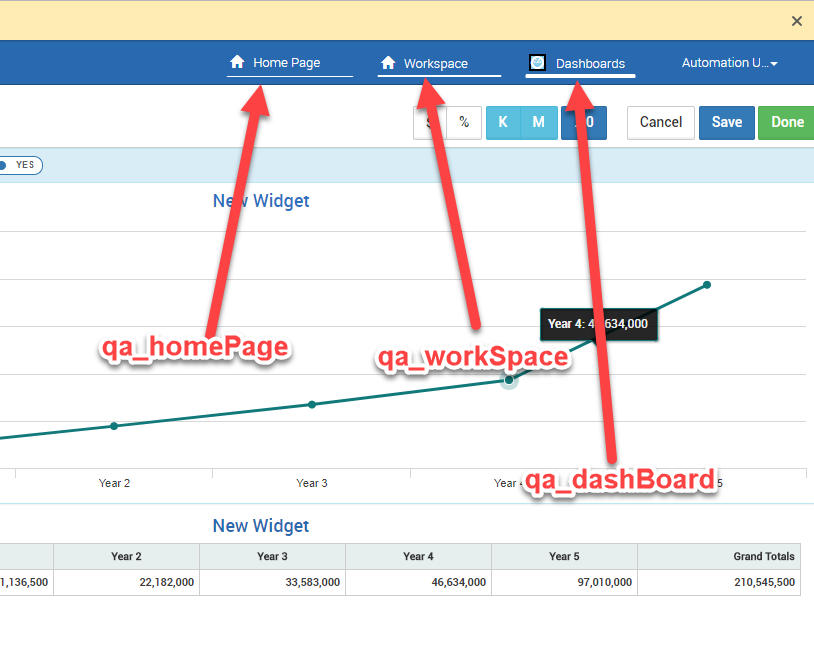 ×
Home Page Workspace Dashboards Automation U...
$ % K M .00 Cancel Save Done
YES
New Widget
Year 4: 46,634,000
qa_homePage
qa_workSpace
Year 2 Year 3 Year 4 5
qa_dashBoard
New Widget
Year 2 Year 3 Year 4 Year 5 Grand Totals
1,136,500 22,182,000 33,583,000 46,634,000 97,010,000 210,545,500